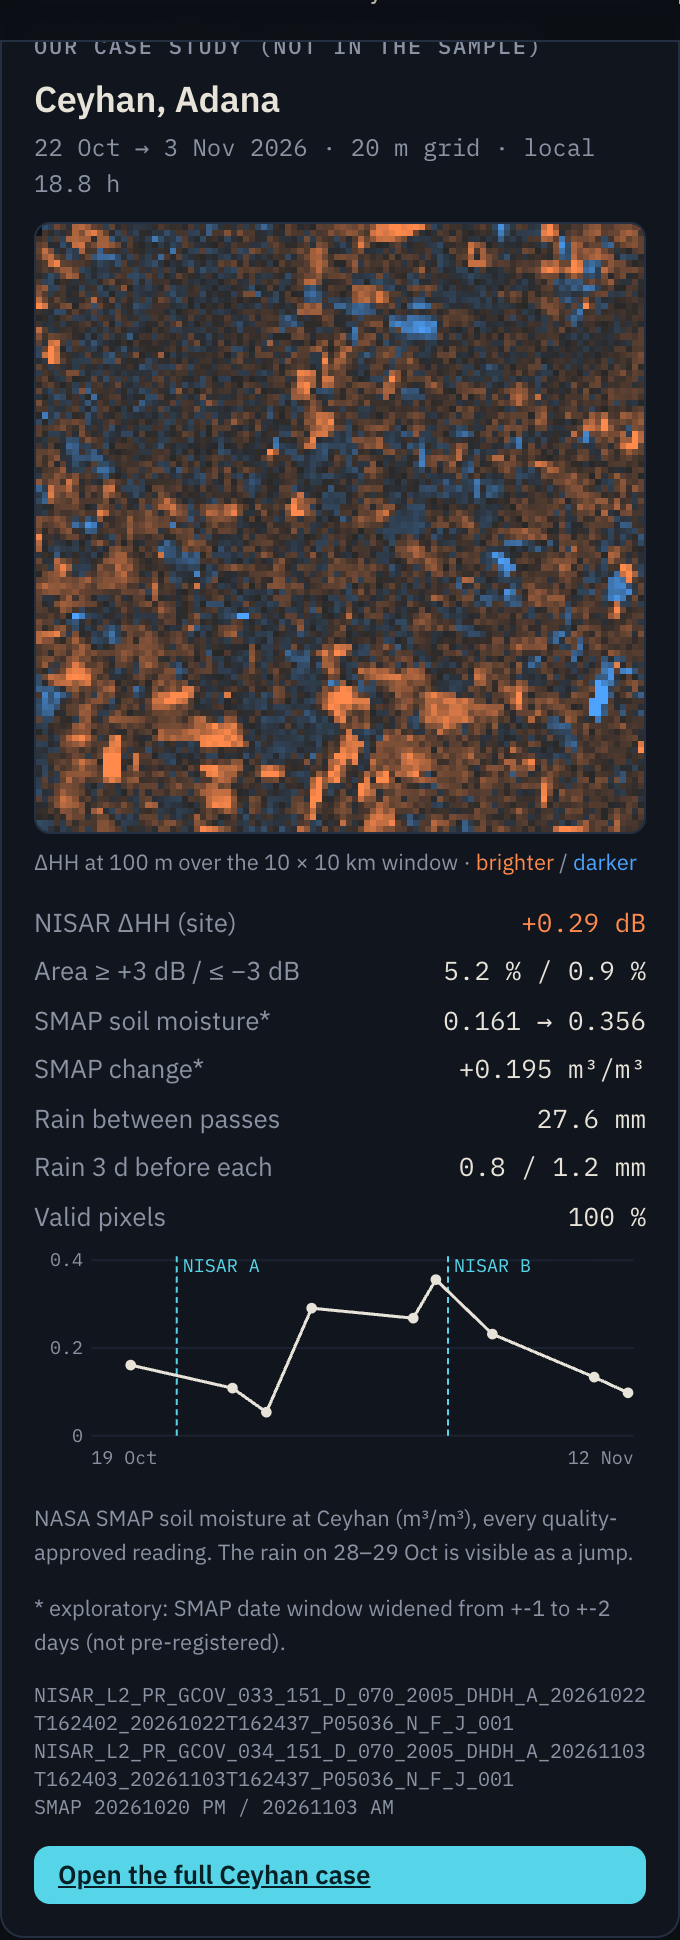 OUR CASE STUDY (NOT IN THE SAMPLE)
Ceyhan, Adana
22 Oct → 3 Nov 2026 · 20 m grid · local
18.8 h
ΔHH at 100 m over the 10 × 10 km window · brighter / darker
NISAR ΔHH (site) +0.29 dB
Area ≥ +3 dB / ≤ −3 dB 5.2 % / 0.9 %
SMAP soil moisture* 0.161 → 0.356
SMAP change* +0.195 m³/m³
Rain between passes 27.6 mm
Rain 3 d before each 0.8 / 1.2 mm
Valid pixels 100 %
0.4
NISAR A
NISAR B
0.2
0
19 Oct
12 Nov
NASA SMAP soil moisture at Ceyhan (m³/m³), every quality-
approved reading. The rain on 28–29 Oct is visible as a jump.
* exploratory: SMAP date window widened from +-1 to +-2
days (not pre-registered).
NISAR_L2_PR_GCOV_033_151_D_070_2005_DHDH_A_20261022
T162402_20261022T162437_P05036_N_F_J_001
NISAR_L2_PR_GCOV_034_151_D_070_2005_DHDH_A_20261103
T162403_20261103T162437_P05036_N_F_J_001
SMAP 20261020 PM / 20261103 AM
Open the full Ceyhan case